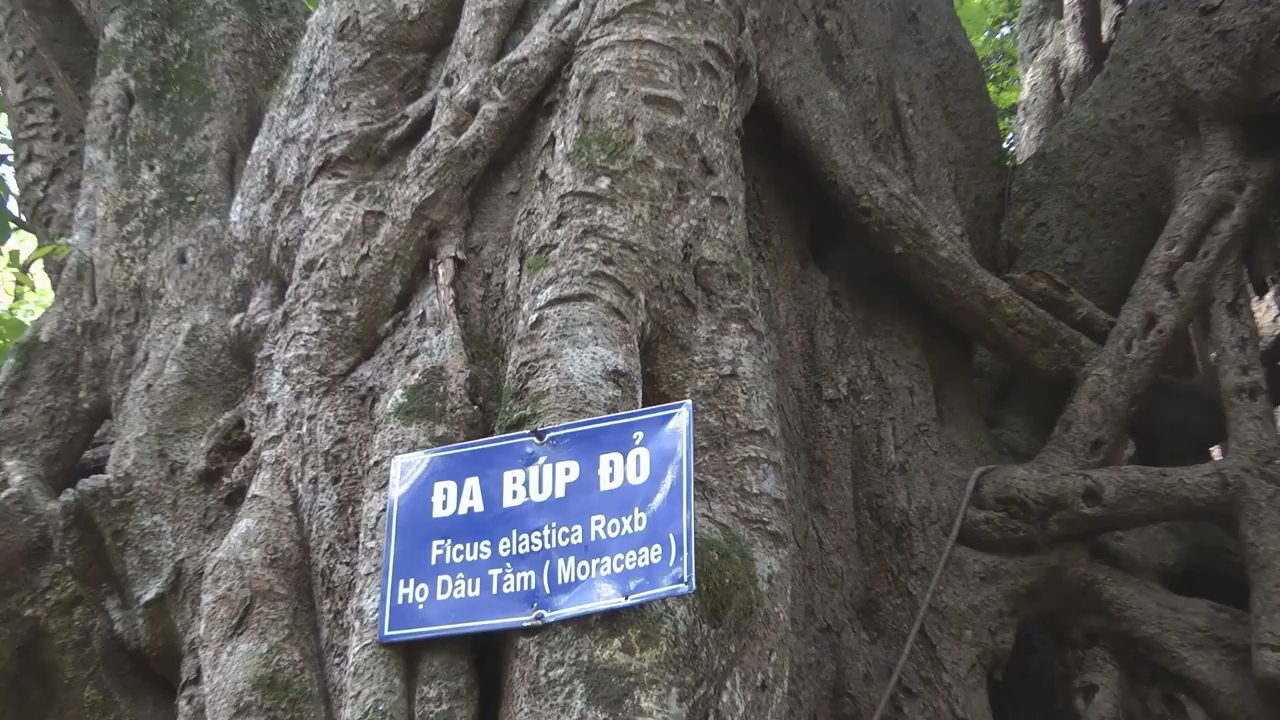 ĐA BÚP ĐỎ
Ficus elastica Roxb
Họ Dâu Tằm ( Moraceae )